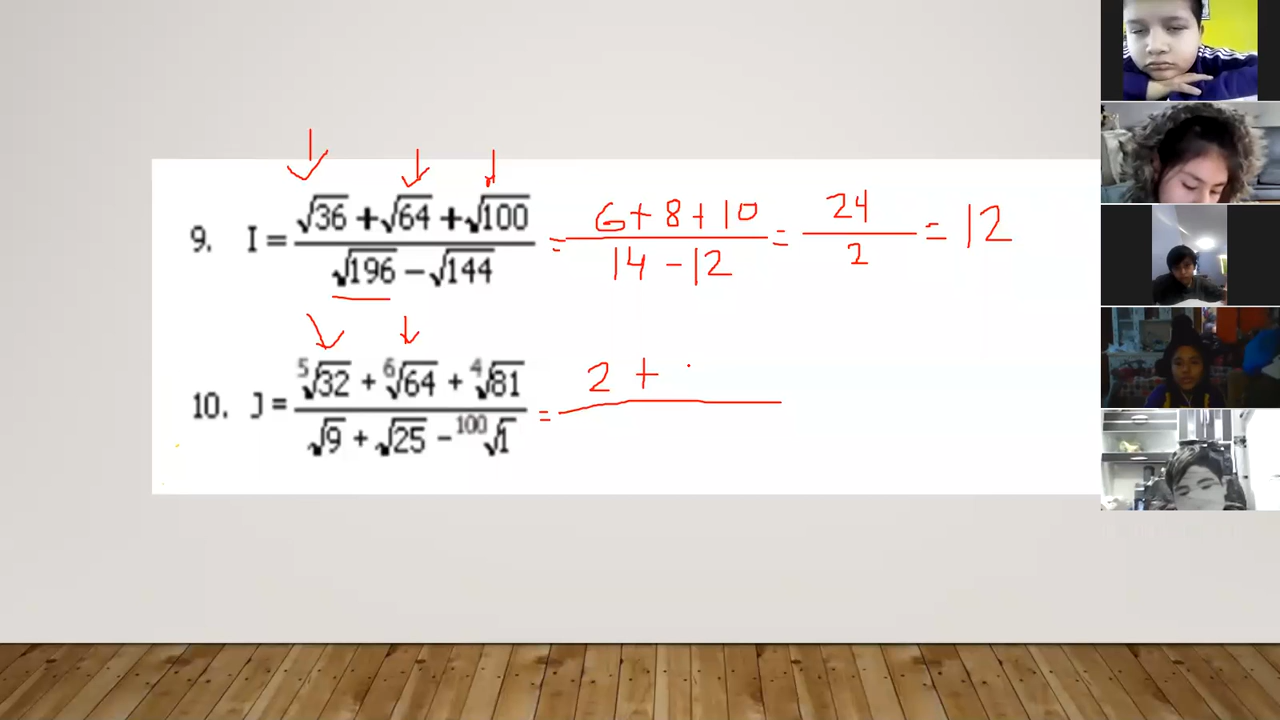 9. I = (√36 + √64 + √100) / (√196 − √144) = (6 + 8 + 10) / (14 − 12) = 24 / 2 = 12
10. J = (⁵√32 + ⁶√64 + ⁴√81) / (√9 + √25 − ¹⁰⁰√1) = 2 +